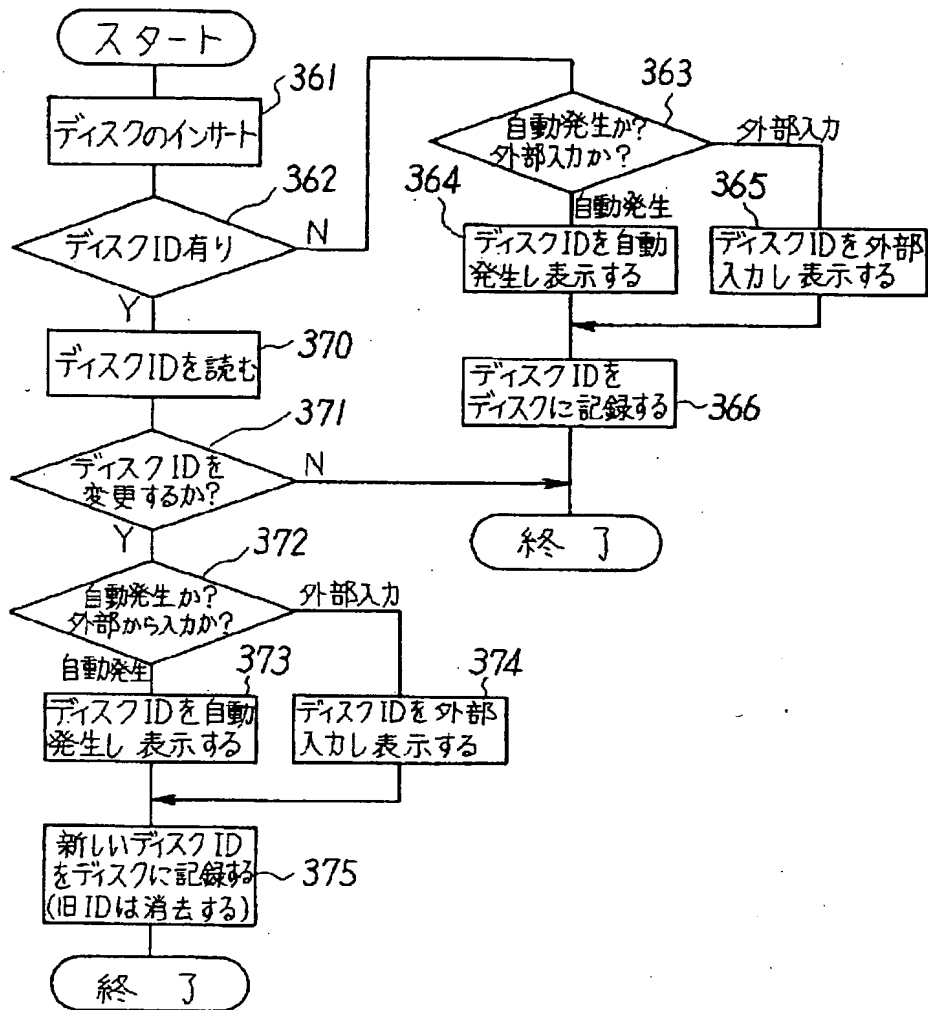 スタート
361
ディスクのインサート
362
ディスクID有り
N
Y
370
ディスクIDを読む
371
ディスクIDを
変更するか?
N
Y
372
自動発生か?
外部から入力か?
外部入力
自動発生
373
ディスクIDを自動
発生し表示する
374
ディスクIDを外部
入力し表示する
新しいディスクID
をディスクに記録する
(旧IDは消去する)
375
終了
363
自動発生か?
外部入力か?
外部入力
自動発生
364
ディスクIDを自動
発生し表示する
365
ディスクIDを外部
入力し表示する
ディスクIDを
ディスクに記録する
366
終了